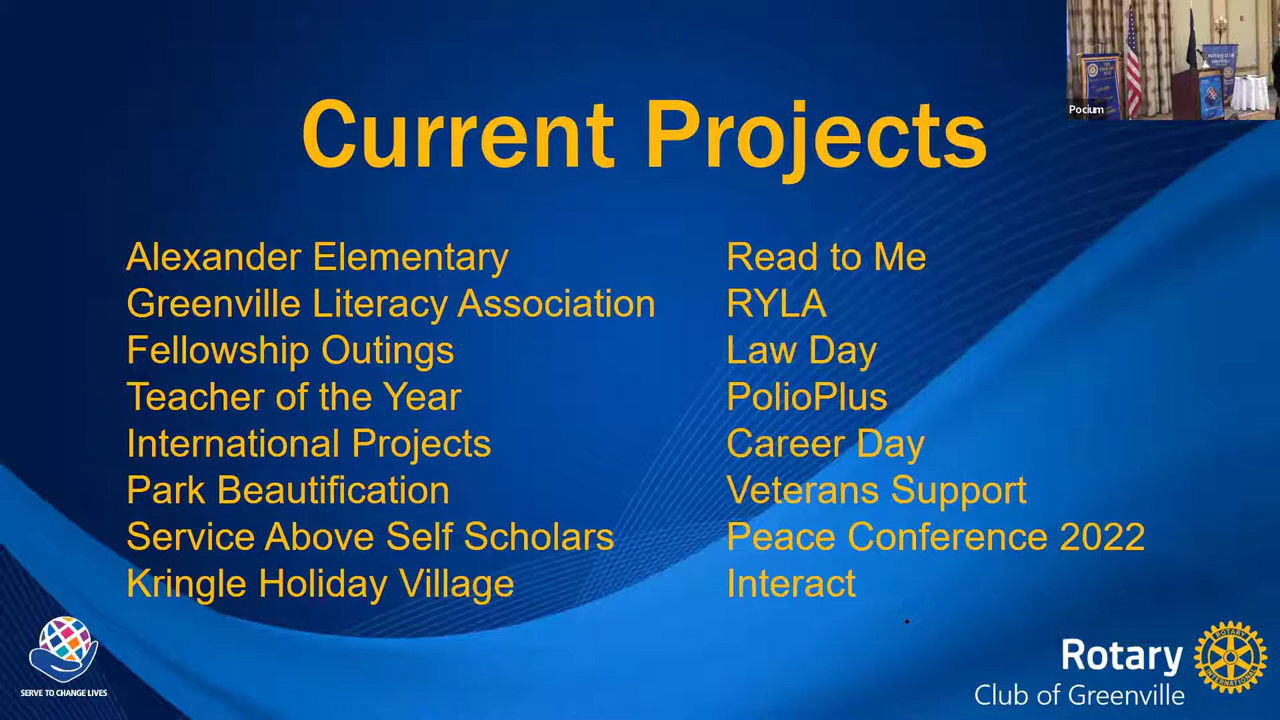 Current Projects
Alexander Elementary
Greenville Literacy Association
Fellowship Outings
Teacher of the Year
International Projects
Park Beautification
Service Above Self Scholars
Kringle Holiday Village
Read to Me
RYLA
Law Day
PolioPlus
Career Day
Veterans Support
Peace Conference 2022
Interact
Pocium
SERVE TO CHANGE LIVES
Rotary
Club of Greenville
ROTARY
INTERNATIONAL